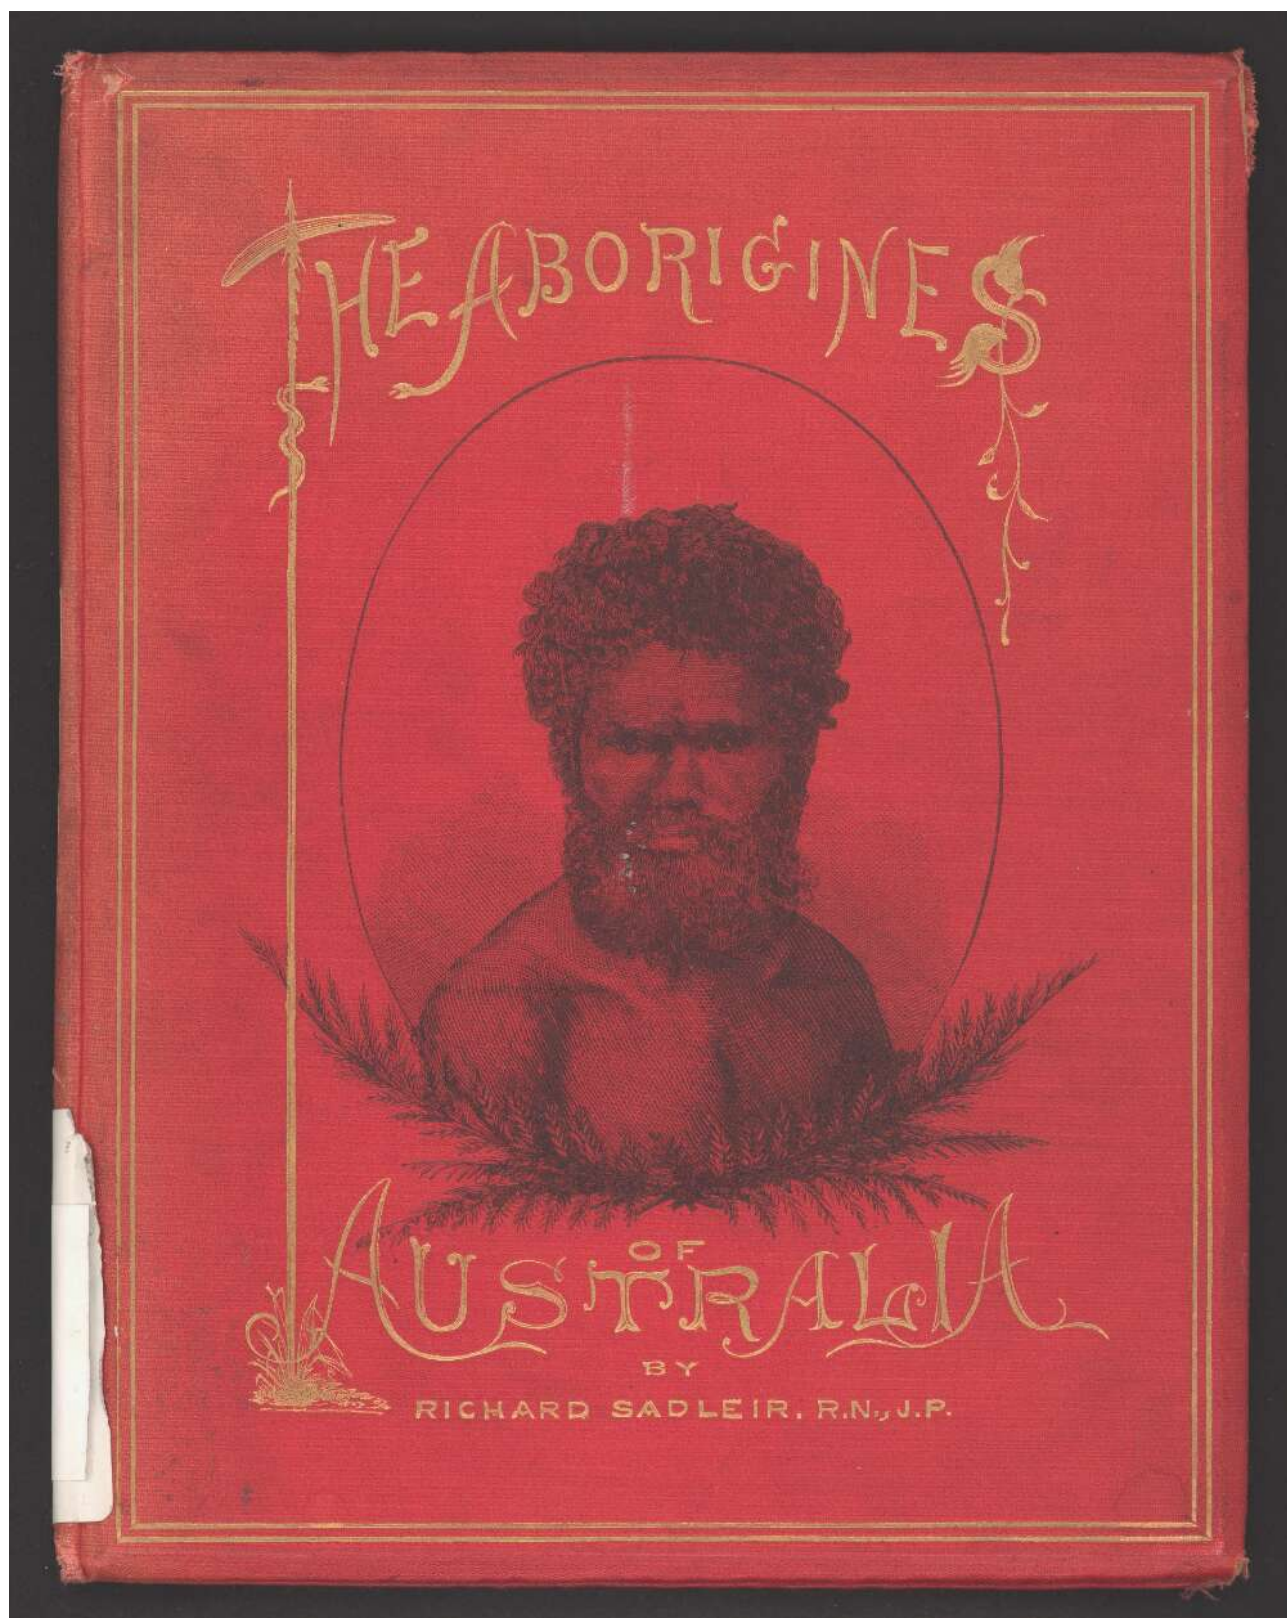 THE ABORIGINES
OF
AUSTRALIA
BY
RICHARD SADLEIR, R.N., J.P.